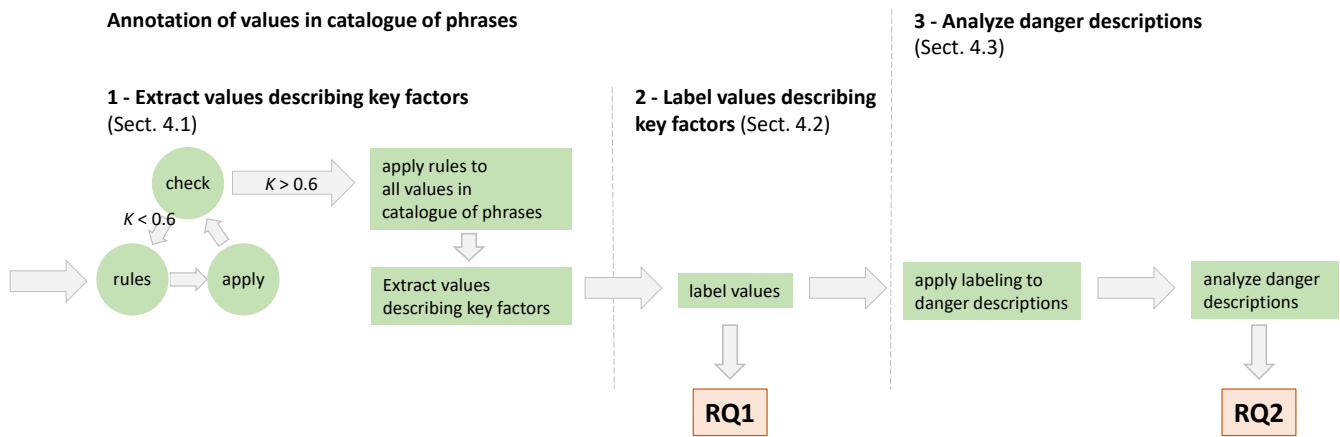 Annotation of values in catalogue of phrases
1 - Extract values describing key factors
(Sect. 4.1)
check
K > 0.6
K < 0.6
rules
apply
apply rules to
all values in
catalogue of phrases
Extract values
describing key factors
2 - Label values describing
key factors (Sect. 4.2)
label values
RQ1
3 - Analyze danger descriptions
(Sect. 4.3)
apply labeling to
danger descriptions
analyze danger
descriptions
RQ2